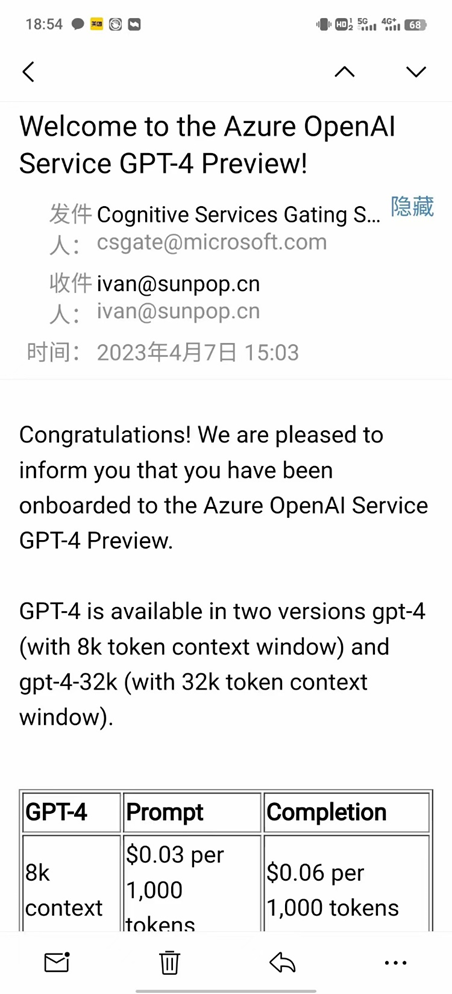 18:54
HD 1 2 5G 4G+ 68
Welcome to the Azure OpenAI
Service GPT-4 Preview!
发件 Cognitive Services Gating S... 隐藏
人： csgate@microsoft.com
收件 ivan@sunpop.cn
人： ivan@sunpop.cn
时间： 2023年4月7日 15:03
Congratulations! We are pleased to
inform you that you have been
onboarded to the Azure OpenAI Service
GPT-4 Preview.
GPT-4 is available in two versions gpt-4
(with 8k token context window) and
gpt-4-32k (with 32k token context
window).
GPT-4 Prompt Completion
8k
context
$0.03 per
1,000
tokens
$0.06 per
1,000 tokens